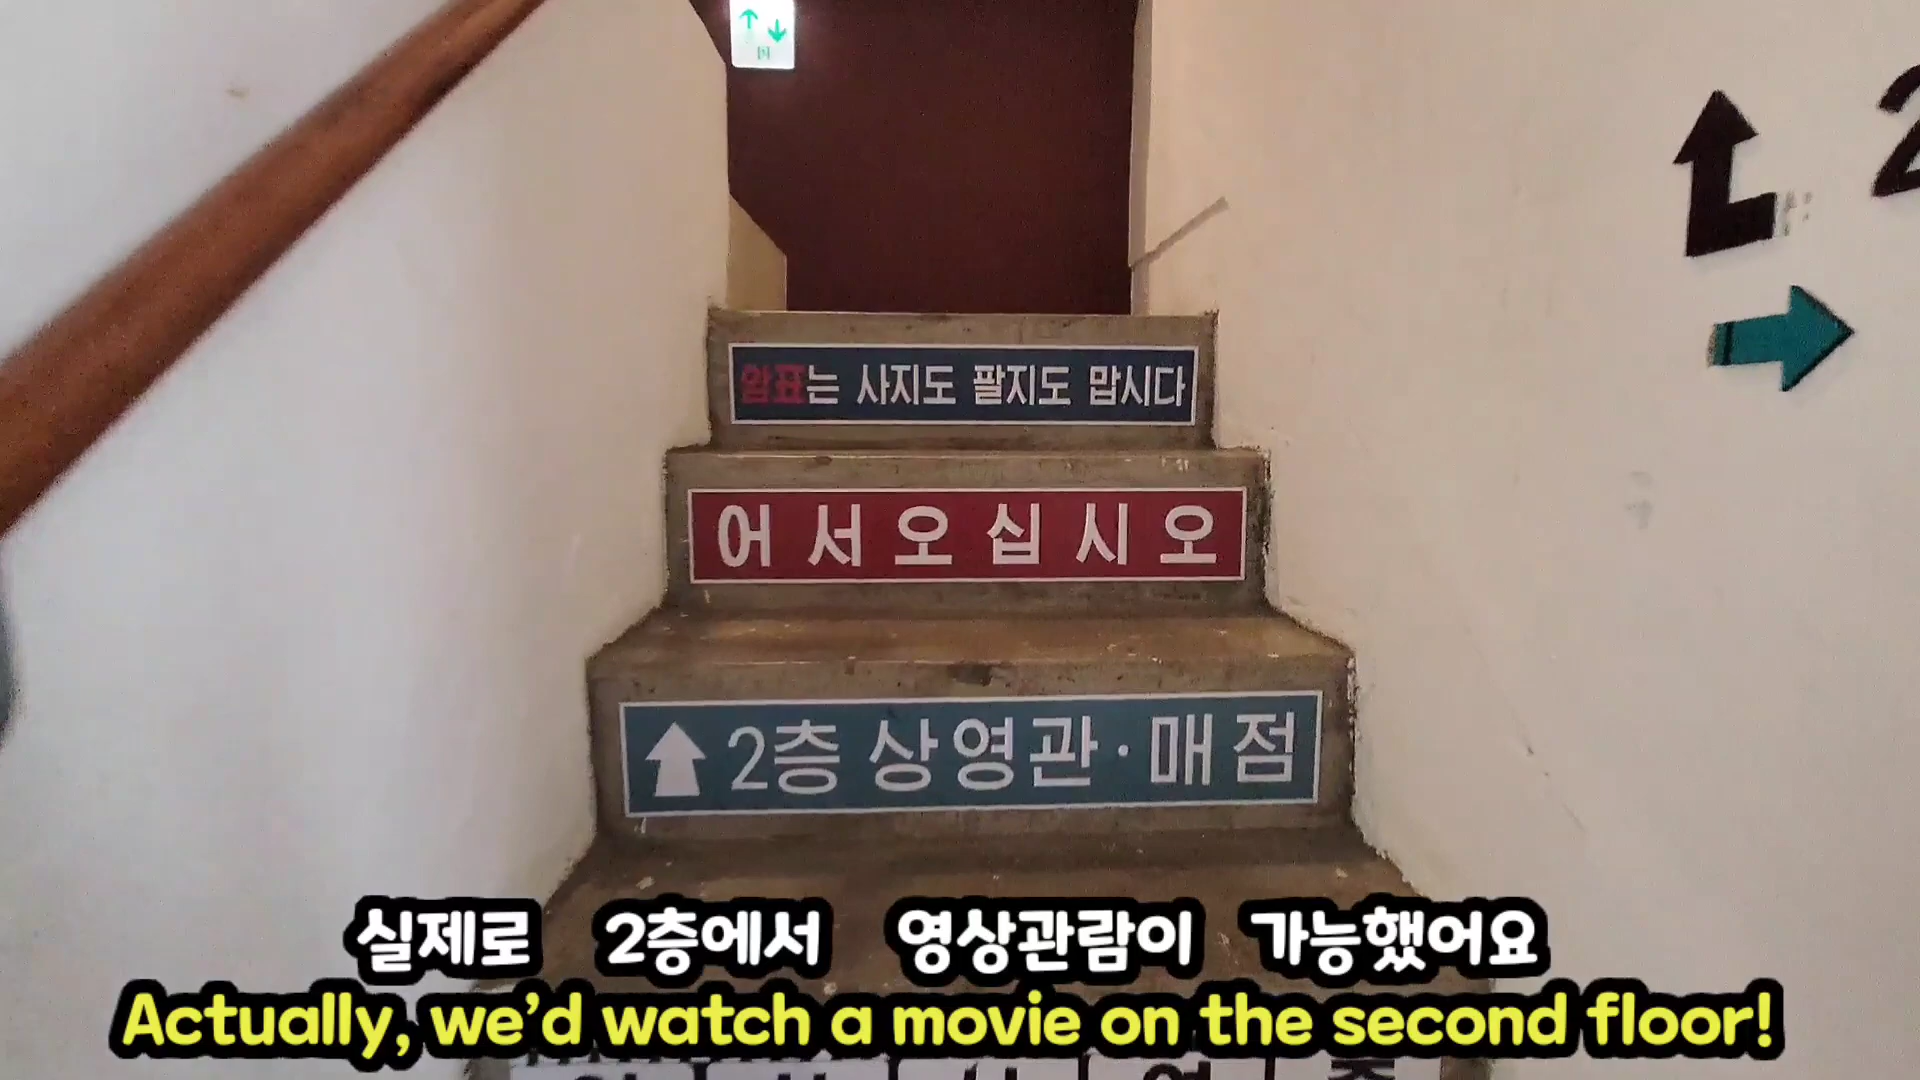 암표는 사지도 팔지도 맙시다
어서오십시오
2층 상영관·매점
실제로 2층에서 영상관람이 가능했어요
Actually, we'd watch a movie on the second floor!